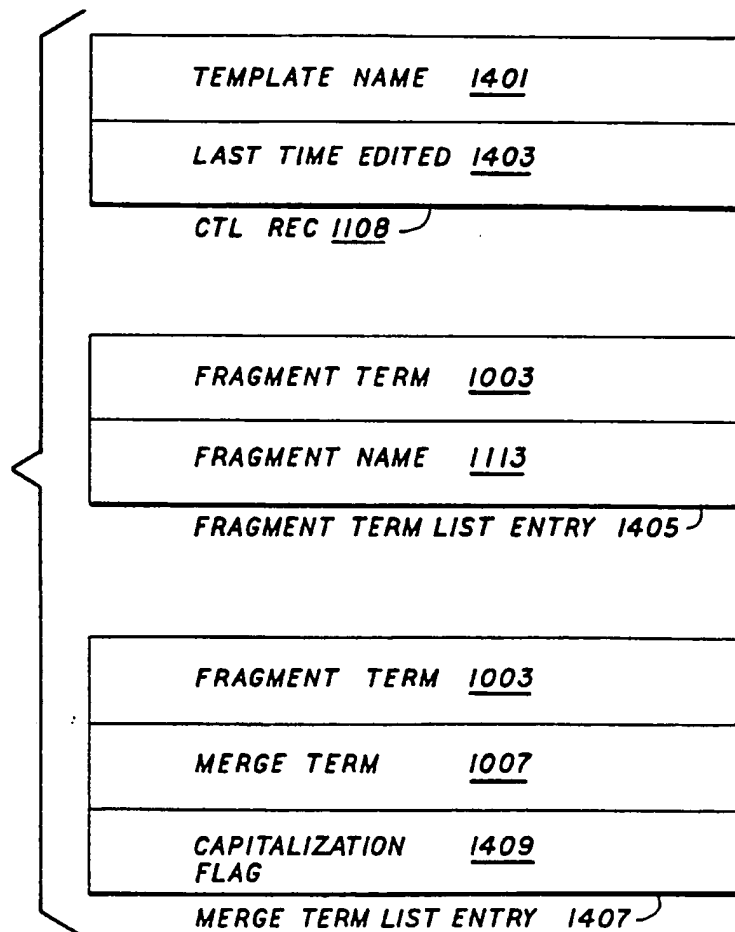 TEMPLATE NAME 1401
LAST TIME EDITED 1403
CTL REC 1108
FRAGMENT TERM 1003
FRAGMENT NAME 1113
FRAGMENT TERM LIST ENTRY 1405
FRAGMENT TERM 1003
MERGE TERM 1007
CAPITALIZATION 1409
FLAG
MERGE TERM LIST ENTRY 1407